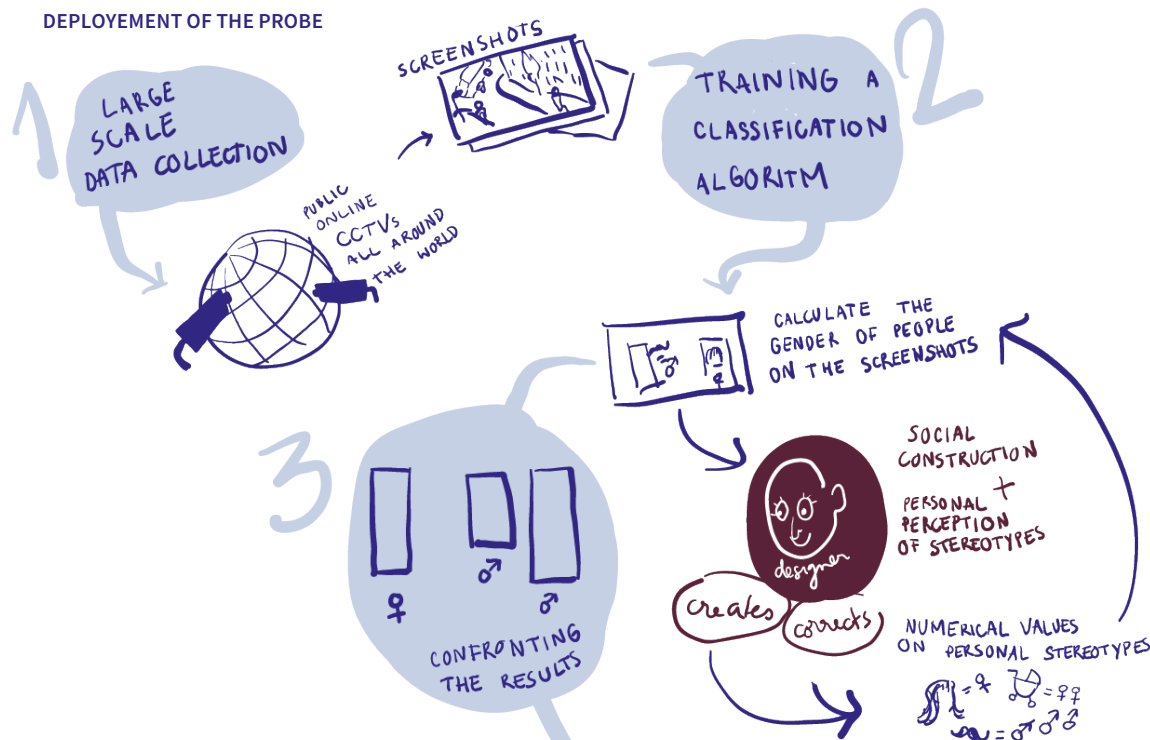 DEPLOYEMENT OF THE PROBE
1
LARGE
SCALE
DATA COLLECTION
PUBLIC
ONLINE
CCTVs
ALL AROUND
THE WORLD
SCREENSHOTS
2
TRAINING A
CLASSIFICATION
ALGORITM
CALCULATE THE
GENDER OF PEOPLE
ON THE SCREENSHOTS
♂
♀
designer
SOCIAL
CONSTRUCTION
+
PERSONAL
PERCEPTION
OF STEREOTYPES
creates
corrects
NUMERICAL VALUES
ON PERSONAL STEREOTYPES
= ♀
= ♀♀
= ♂ ♂ ♂
3
♀
♂
♂
CONFRONTING
THE RESULTS